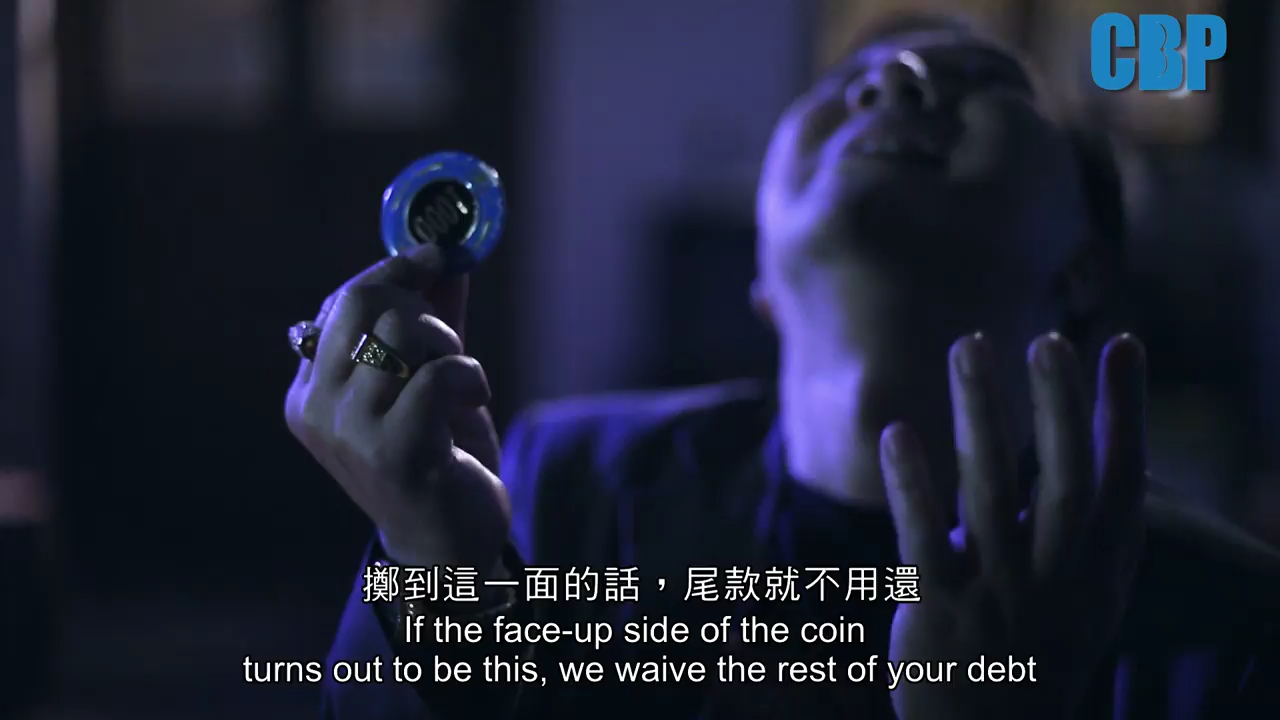 CBP
1000
擲到這一面的話，尾款就不用還
If the face-up side of the coin
turns out to be this, we waive the rest of your debt